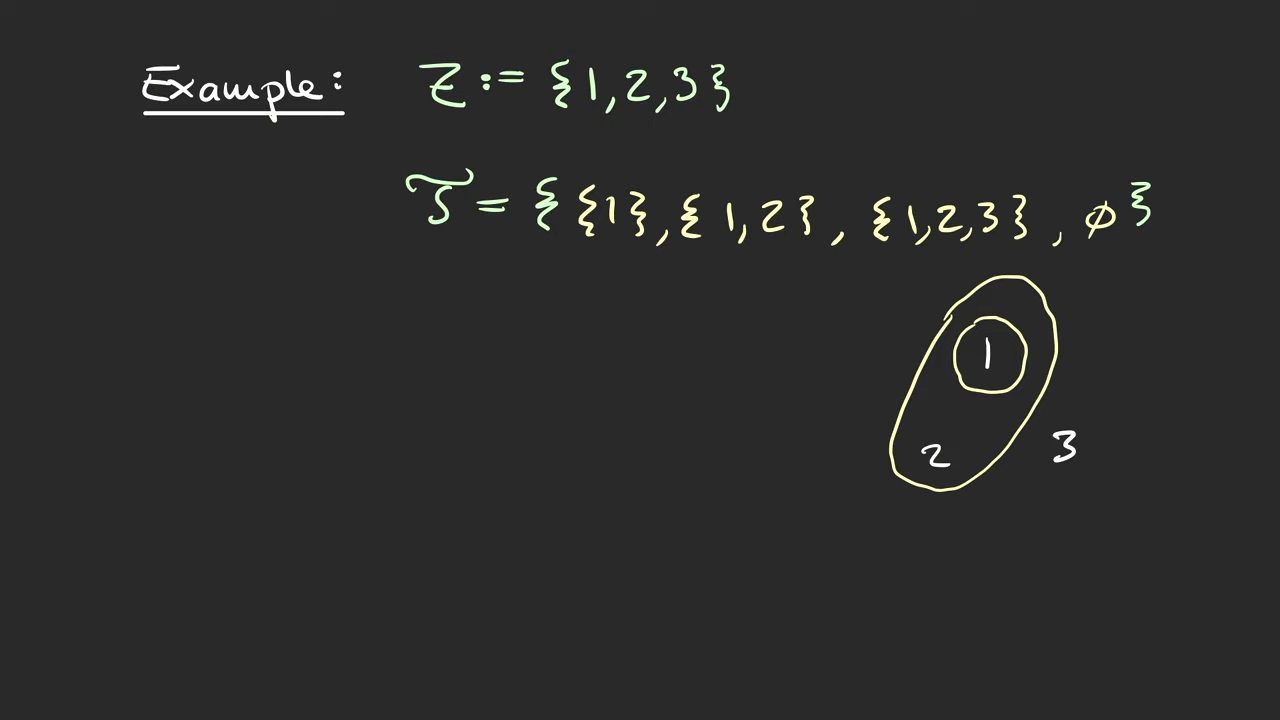 Example: Z := {1,2,3}
𝒯 = { {1}, {1,2}, {1,2,3}, ∅ }
1
2 3